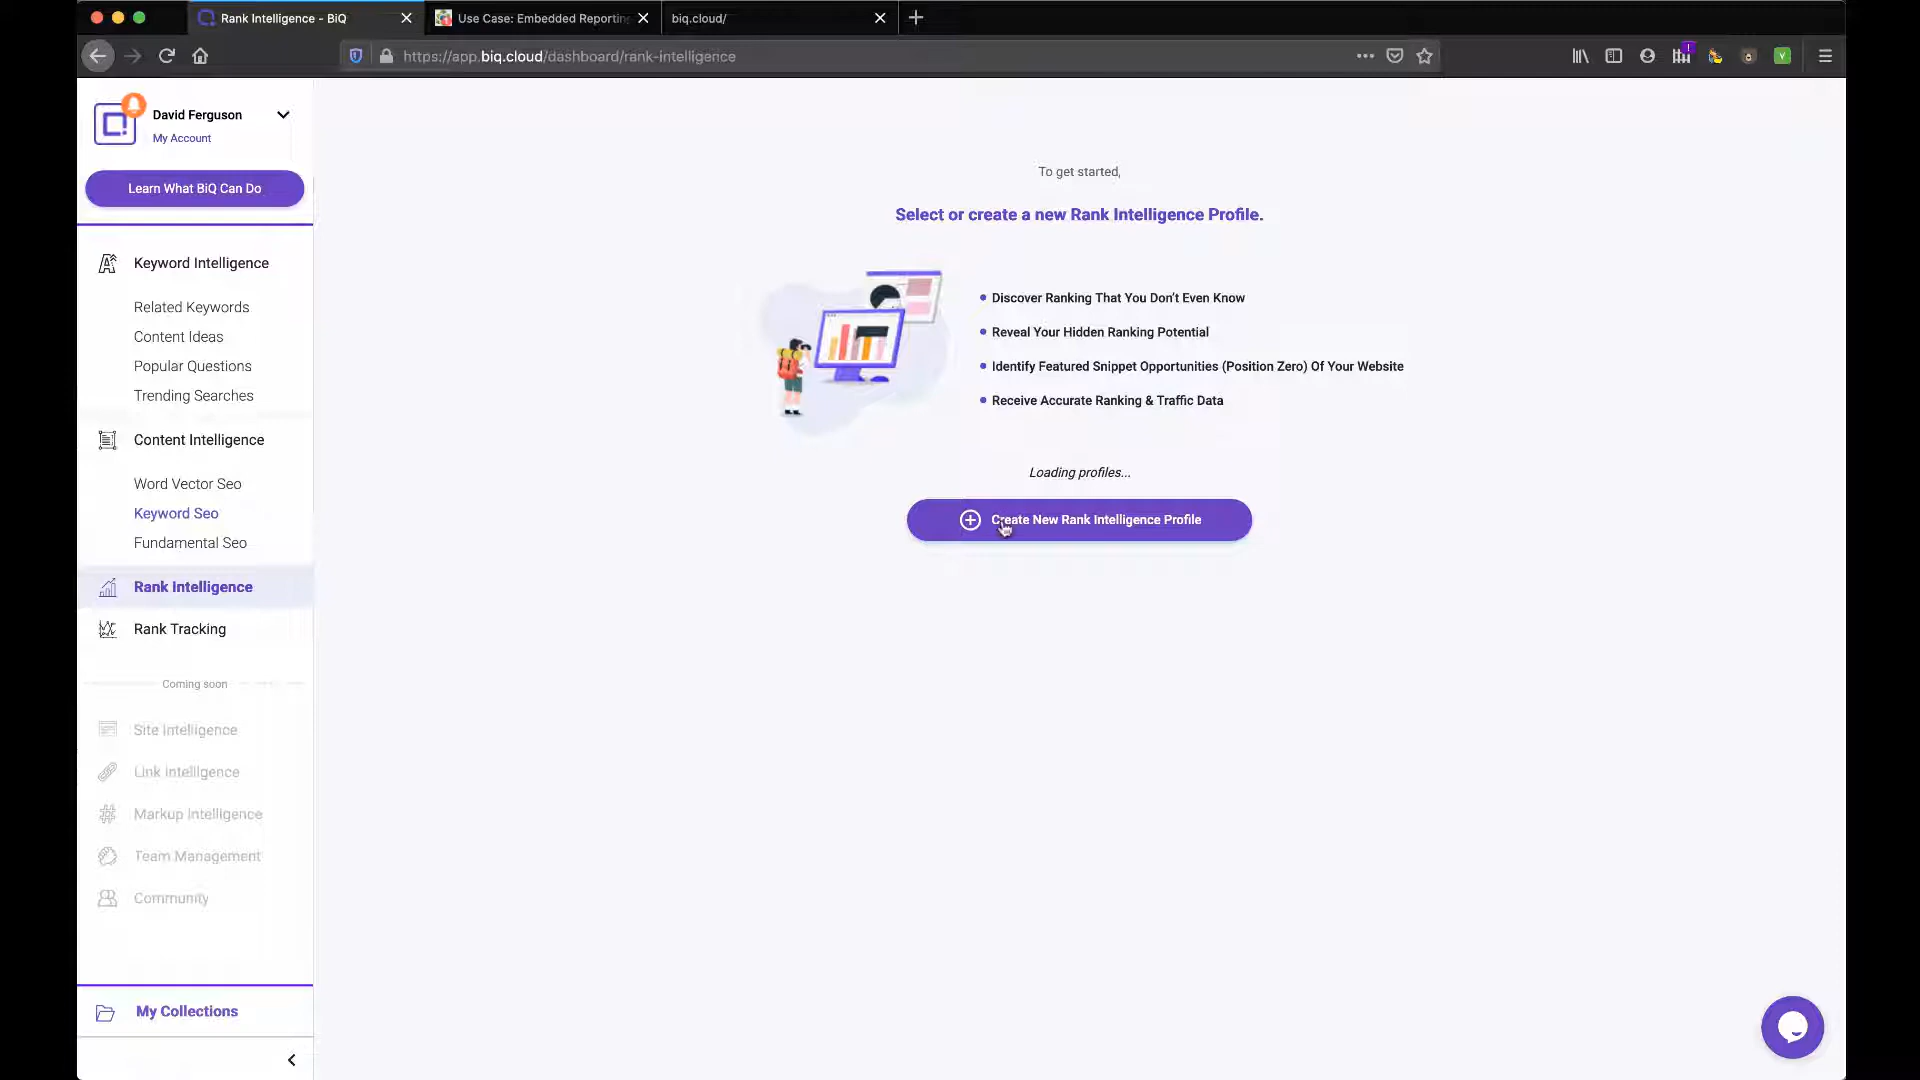 Rank Intelligence - BiQ
Use Case: Embedded Reporting
biq.cloud/
https://app.biq.cloud/dashboard/rank-intelligence
David Ferguson
My Account
Learn What BiQ Can Do
Keyword Intelligence
Related Keywords
Content Ideas
Popular Questions
Trending Searches
Content Intelligence
Word Vector Seo
Keyword Seo
Fundamental Seo
Rank Intelligence
Rank Tracking
Coming soon
Site Intelligence
Link Intelligence
Markup Intelligence
Team Management
Community
My Collections
To get started,
Select or create a new Rank Intelligence Profile.
Discover Ranking That You Don't Even Know
Reveal Your Hidden Ranking Potential
Identify Featured Snippet Opportunities (Position Zero) Of Your Website
Receive Accurate Ranking & Traffic Data
Loading profiles...
Create New Rank Intelligence Profile